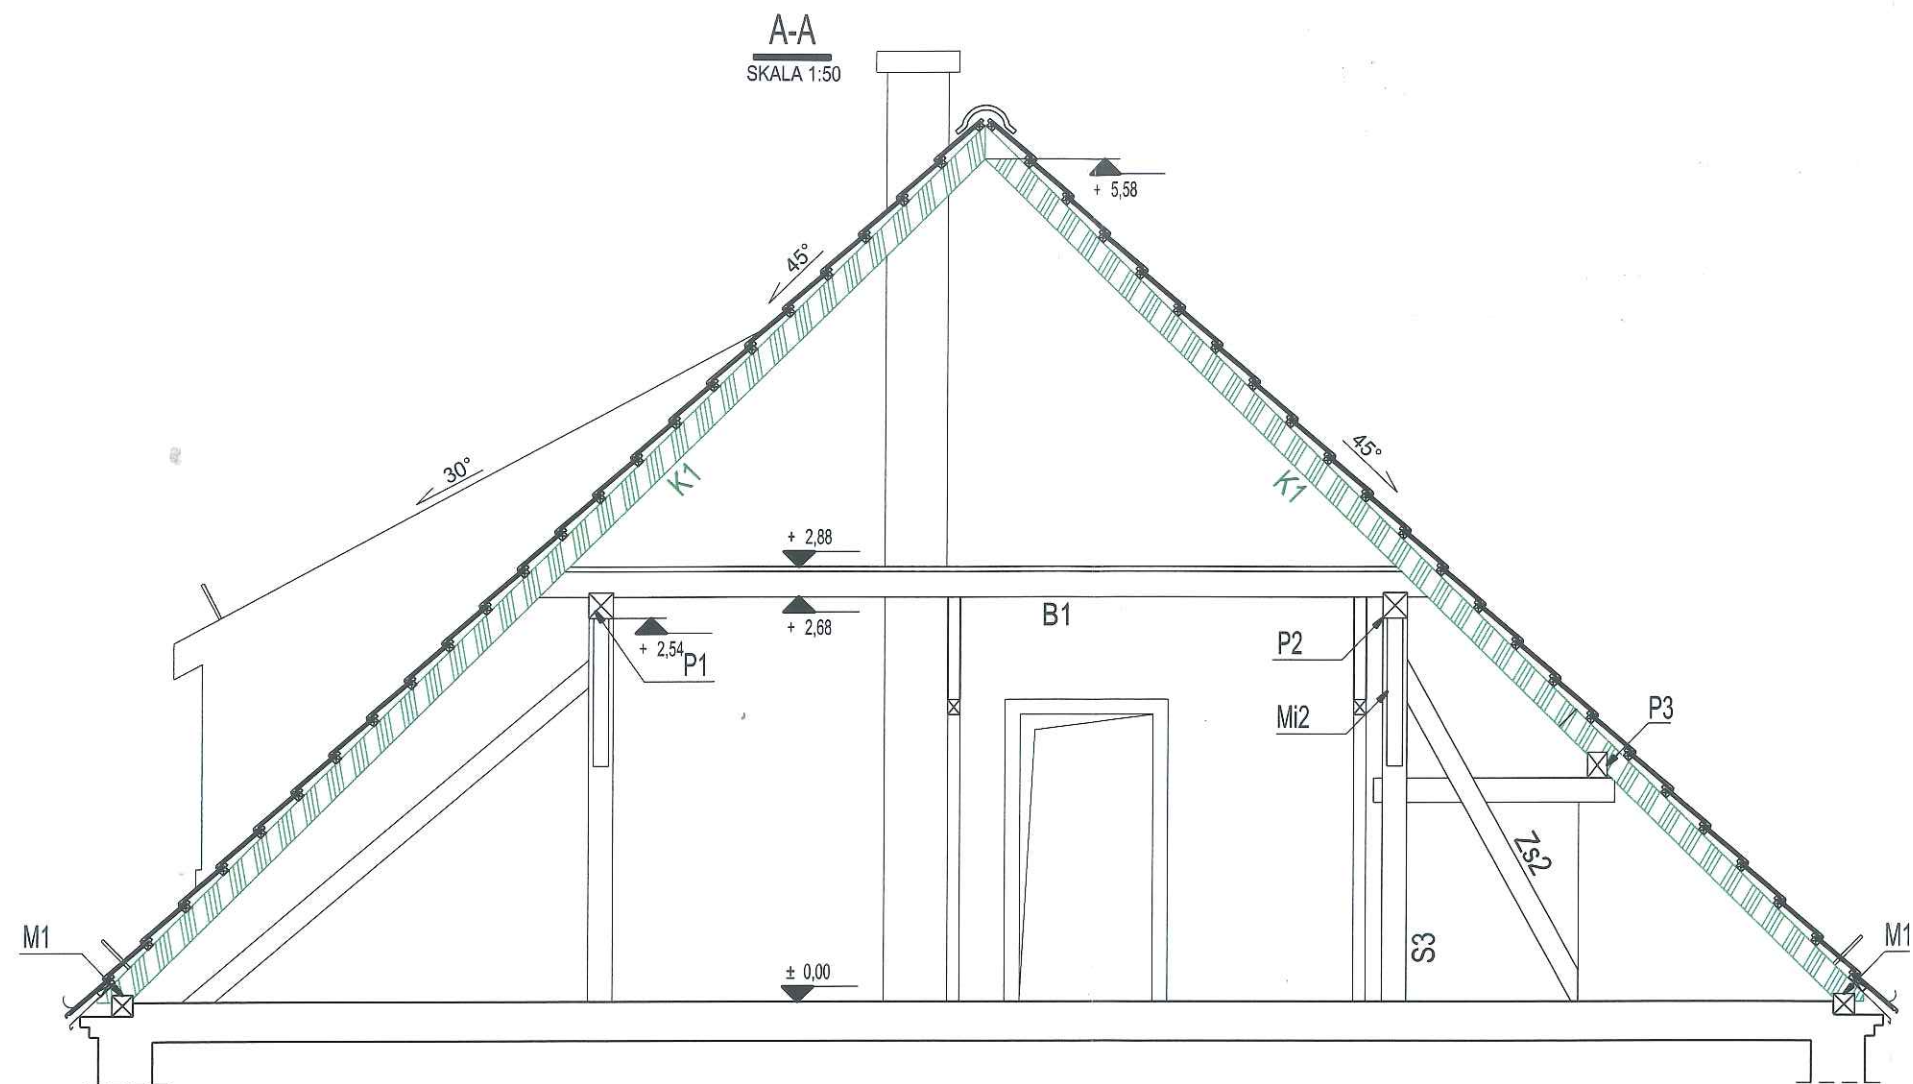 A-A
SKALA 1:50
+ 5,58
45°
30°
K1
45°
K1
+ 2,88
+ 2,68
B1
+ 2,54
P1
P2
Mi2
P3
Zs2
S3
M1
± 0,00
M1